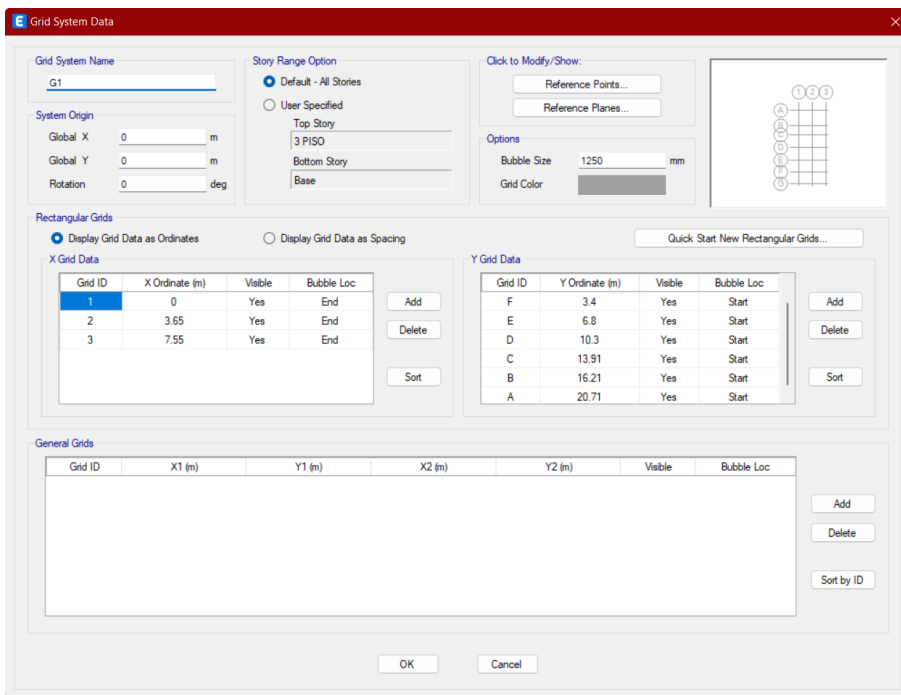 E Grid System Data
Grid System Name
G1
System Origin
Global X 0 m
Global Y 0 m
Rotation 0 deg
Story Range Option
Default - All Stories
User Specified
Top Story
3 PISO
Bottom Story
Base
Click to Modify/Show:
Reference Points...
Reference Planes...
Options
Bubble Size 1250 mm
Grid Color
1 2 3
A
B
C
D
E
F
G
Rectangular Grids
Display Grid Data as Ordinates
Display Grid Data as Spacing
Quick Start New Rectangular Grids...
X Grid Data
Grid ID X Ordinate (m) Visible Bubble Loc
1 0 Yes End
2 3.65 Yes End
3 7.55 Yes End
Add
Delete
Sort
Y Grid Data
Grid ID Y Ordinate (m) Visible Bubble Loc
F 3.4 Yes Start
E 6.8 Yes Start
D 10.3 Yes Start
C 13.91 Yes Start
B 16.21 Yes Start
A 20.71 Yes Start
Add
Delete
Sort
General Grids
Grid ID X1 (m) Y1 (m) X2 (m) Y2 (m) Visible Bubble Loc
Add
Delete
Sort by ID
OK Cancel